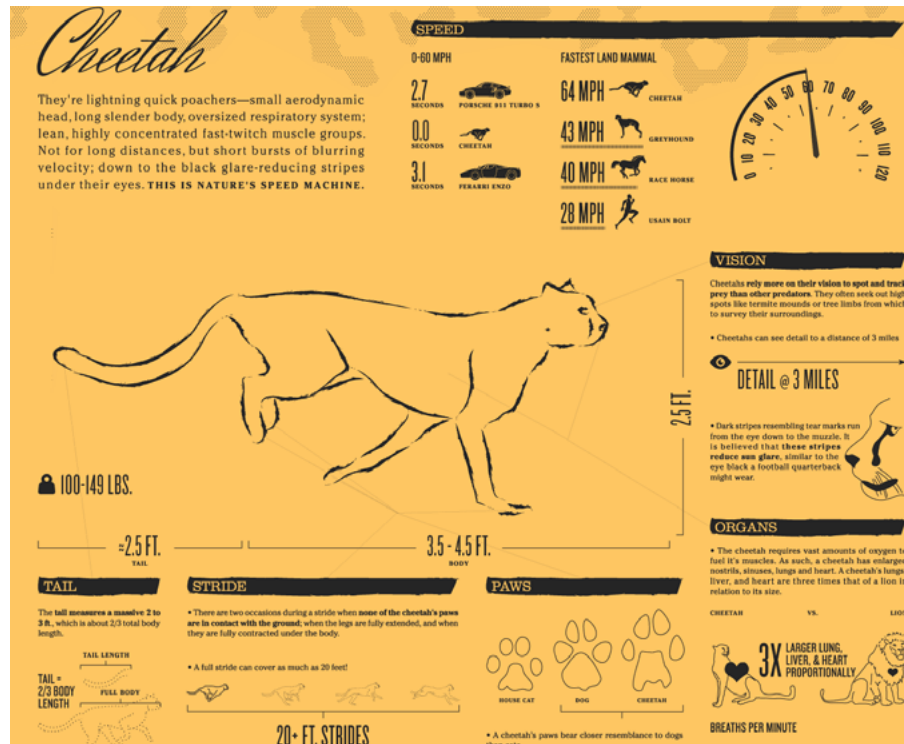 Cheetah
They're lightning quick poachers—small aerodynamic
head, long slender body, oversized respiratory system;
lean, highly concentrated fast-twitch muscle groups.
Not for long distances, but short bursts of blurring
velocity; down to the black glare-reducing stripes
under their eyes. THIS IS NATURE'S SPEED MACHINE.
SPEED
0-60 MPH
2.7
SECONDS
PORSCHE 911 TURBO S
0.0
SECONDS
CHEETAH
3.1
SECONDS
FERARRI ENZO
FASTEST LAND MAMMAL
64 MPH
CHEETAH
43 MPH
GREYHOUND
40 MPH
RACE HORSE
28 MPH
USAIN BOLT
0 10 20 30 40 50 60 70 80 90 100 110 120
VISION
Cheetahs rely more on their vision to spot and track
prey than other predators. They often seek out high
spots like termite mounds or tree limbs from which
to survey their surroundings.
• Cheetahs can see detail to a distance of 3 miles
DETAIL @ 3 MILES
• Dark stripes resembling tear marks run
from the eye down to the muzzle. It
is believed that these stripes
reduce sun glare, similar to the
eye black a football quarterback
might wear.
2.5 FT.
100-149 LBS.
≈2.5 FT.
TAIL
3.5 - 4.5 FT.
BODY
ORGANS
• The cheetah requires vast amounts of oxygen to
fuel it's muscles. As such, a cheetah has enlarged
nostrils, sinuses, lungs and heart. A cheetah's lungs,
liver, and heart are three times that of a lion in
relation to its size.
CHEETAH VS. LION
3X LARGER LUNG,
LIVER, & HEART
PROPORTIONALLY
BREATHS PER MINUTE
TAIL
The tail measures a massive 2 to
3 ft., which is about 2/3 total body
length.
TAIL LENGTH
TAIL =
2/3 BODY
LENGTH
FULL BODY
STRIDE
• There are two occasions during a stride when none of the cheetah's paws
are in contact with the ground; when the legs are fully extended, and when
they are fully contracted under the body.
• A full stride can cover as much as 20 feet!
20+ FT. STRIDES
PAWS
HOUSE CAT
DOG
CHEETAH
• A cheetah's paws bear closer resemblance to dogs